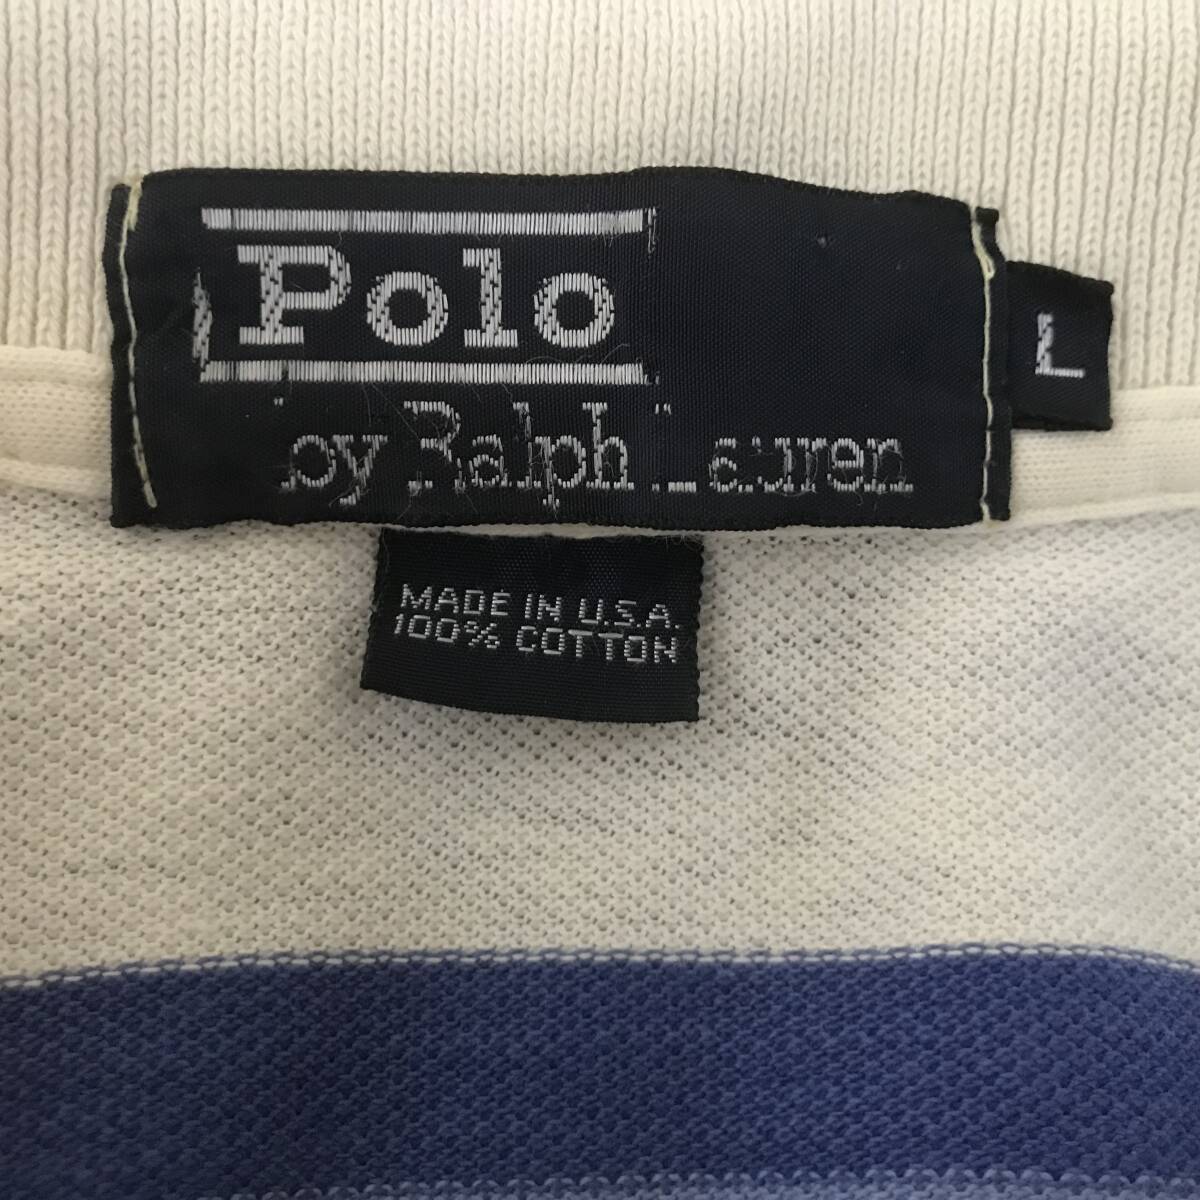 Polo
by Ralph Lauren
L
MADE IN U.S.A.
100% COTTON